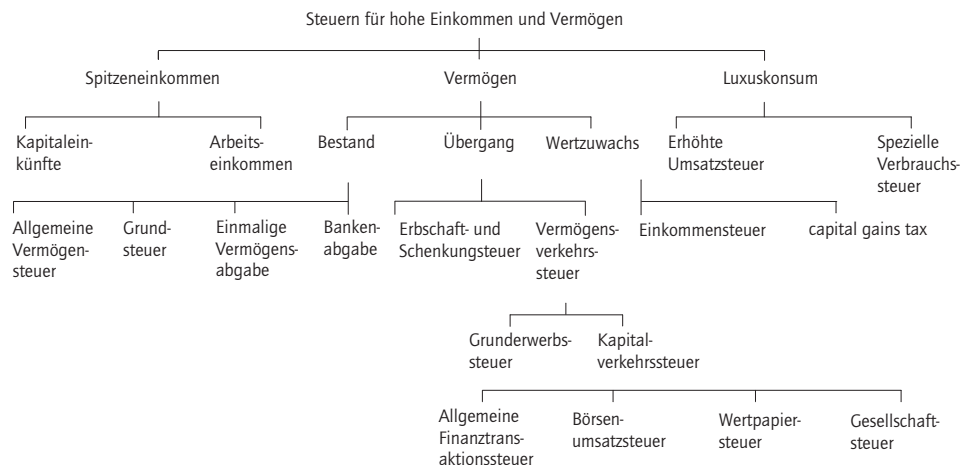 Steuern für hohe Einkommen und Vermögen
Spitzeneinkommen
Vermögen
Luxuskonsum
Kapitalein-
künfte
Arbeits-
einkommen
Bestand
Übergang
Wertzuwachs
Erhöhte
Umsatzsteuer
Spezielle
Verbrauchs-
steuer
Allgemeine
Vermögen-
steuer
Grund-
steuer
Einmalige
Vermögens-
abgabe
Banken-
abgabe
Erbschaft- und
Schenkungsteuer
Vermögens-
verkehrs-
steuer
Einkommensteuer
capital gains tax
Grunderwerbs-
steuer
Kapital-
verkehrssteuer
Allgemeine
Finanztrans-
aktionssteuer
Börsen-
umsatzsteuer
Wertpapier-
steuer
Gesellschaft-
steuer